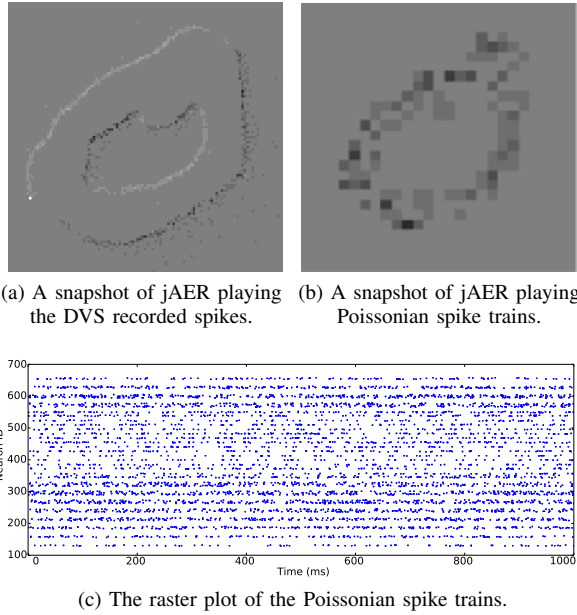 (a) A snapshot of jAER playing
the DVS recorded spikes.
(b) A snapshot of jAER playing
Poissonian spike trains.
700
600
500
400
300
200
100
0
200
400
600
800
1000
Time (ms)
(c) The raster plot of the Poissonian spike trains.